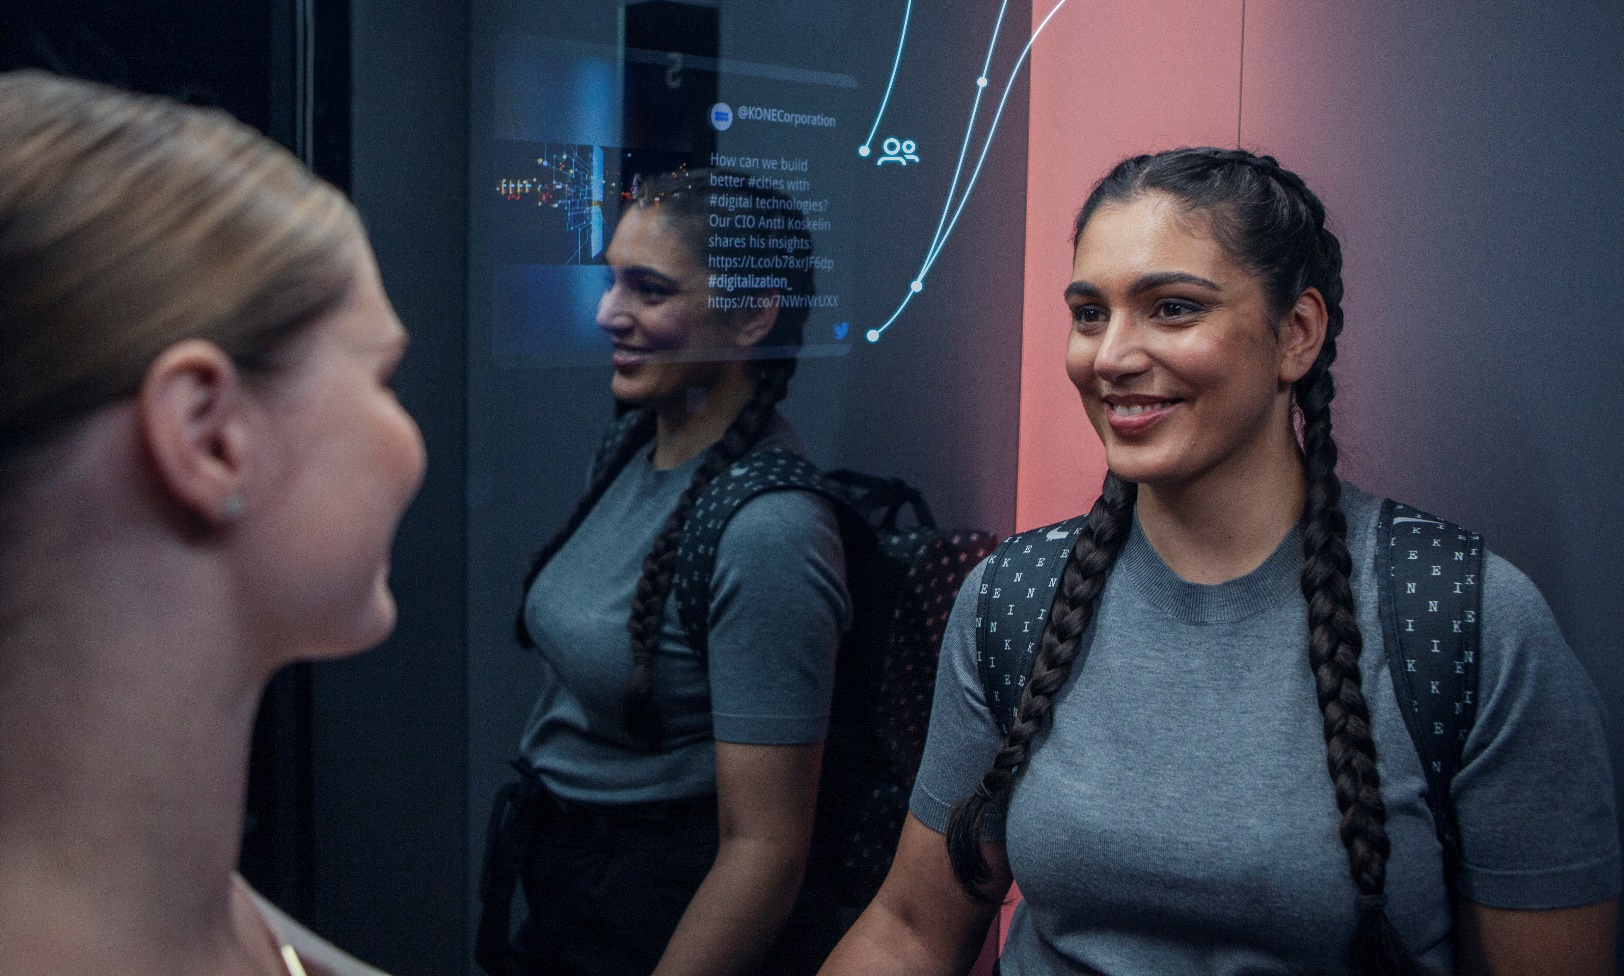 @KONECorporation
How can we build
better #cities with
#digital technologies?
Our CIO Antti Koskelin
shares his insights:
https://t.co/b78xrJF6dp
#digitalization_
https://t.co/7NWriVrUXX